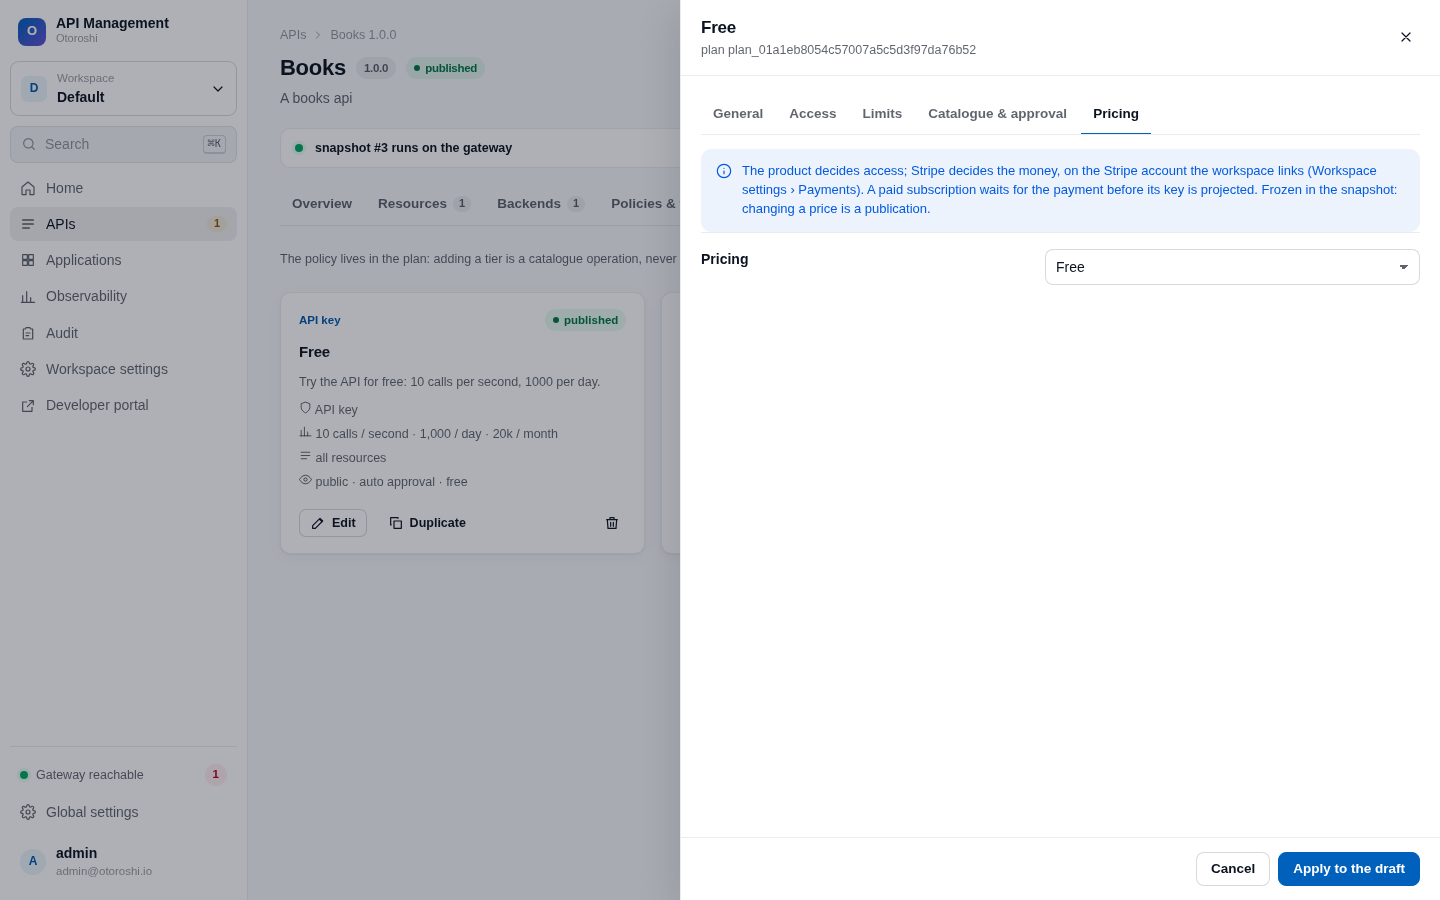 O
API Management
Otoroshi
D
Workspace
Default
Search
⌘K
Home
APIs
1
Applications
Observability
Audit
Workspace settings
Developer portal
Gateway reachable
1
Global settings
A
admin
admin@otoroshi.io
APIs
Books 1.0.0
Books
1.0.0
published
A books api
snapshot #3 runs on the gateway
Overview
Resources
1
Backends
1
Policies &
The policy lives in the plan: adding a tier is a catalogue operation, never
API key
published
Free
Try the API for free: 10 calls per second, 1000 per day.
API key
10 calls / second · 1,000 / day · 20k / month
all resources
public · auto approval · free
Edit
Duplicate
Free
plan plan_01a1eb8054c57007a5c5d3f97da76b52
General
Access
Limits
Catalogue & approval
Pricing
The product decides access; Stripe decides the money, on the Stripe account the workspace links (Workspace
settings › Payments). A paid subscription waits for the payment before its key is projected. Frozen in the snapshot:
changing a price is a publication.
Pricing
Free
Cancel
Apply to the draft